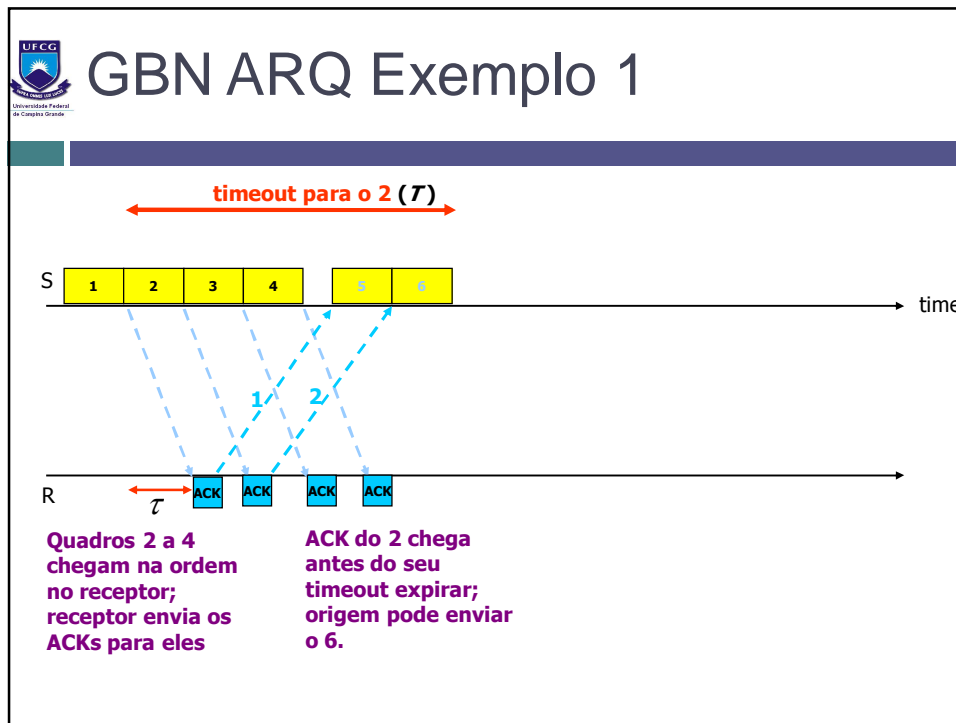 UFCG
Universidade Federal
de Campina Grande
GBN ARQ Exemplo 1
timeout para o 2 (T)
S
1 2 3 4 5 6
time
1
2
R
ACK ACK ACK ACK
τ
Quadros 2 a 4
chegam na ordem
no receptor;
receptor envia os
ACKs para eles
ACK do 2 chega
antes do seu
timeout expirar;
origem pode enviar
o 6.